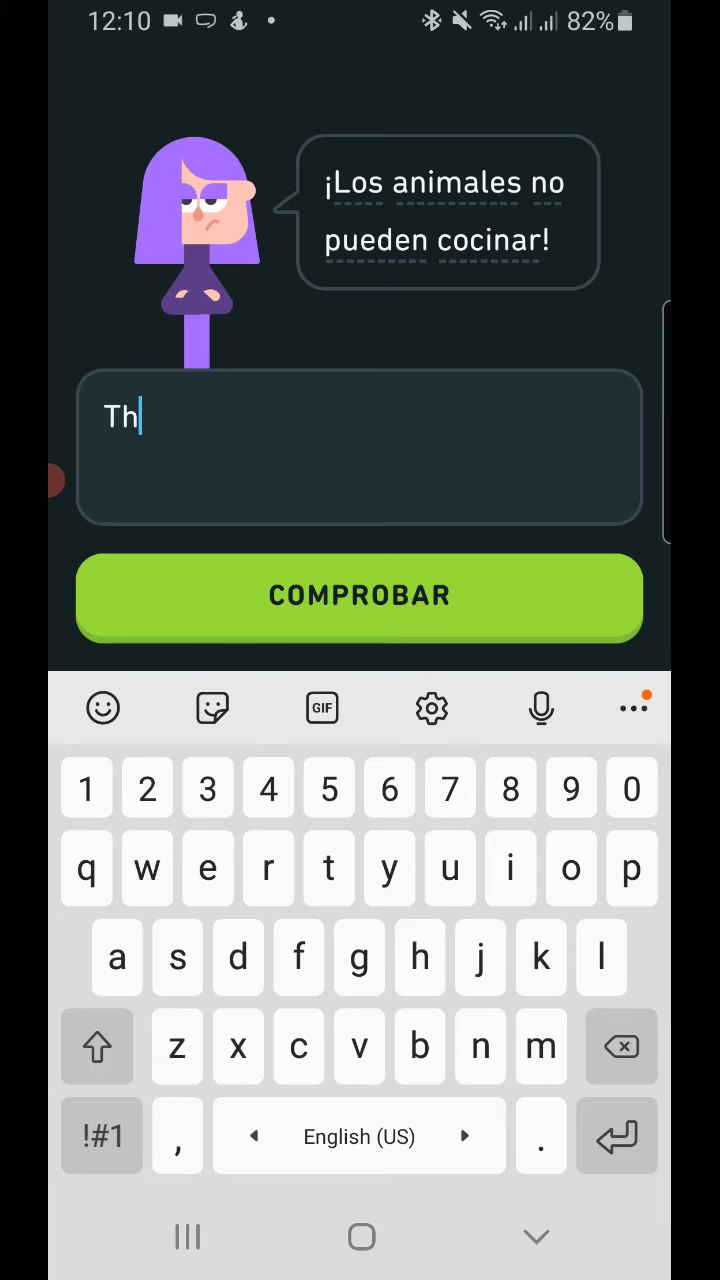 12:10 82%
¡Los animales no
pueden cocinar!
Th
COMPROBAR
GIF
1 2 3 4 5 6 7 8 9 0
q w e r t y u i o p
a s d f g h j k l
z x c v b n m
!#1 , English (US) .